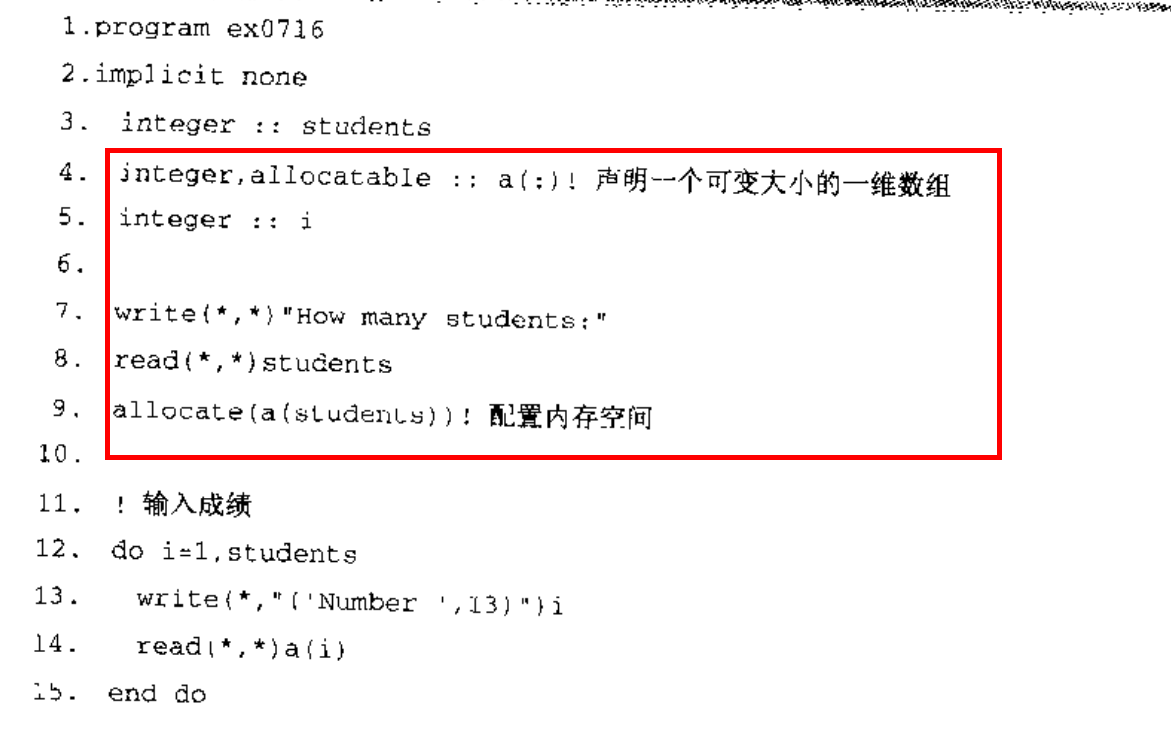 1.program ex0716
2.implicit none
3. integer :: students
4. integer,allocatable :: a(:)! 声明一个可变大小的一维数组
5. integer :: i
6.
7. write(*,*)"How many students:"
8. read(*,*)students
9. allocate(a(students))! 配置内存空间
10.
11. ! 输入成绩
12. do i=1,students
13. write(*,"('Number ',I3)")i
14. read(*,*)a(i)
15. end do